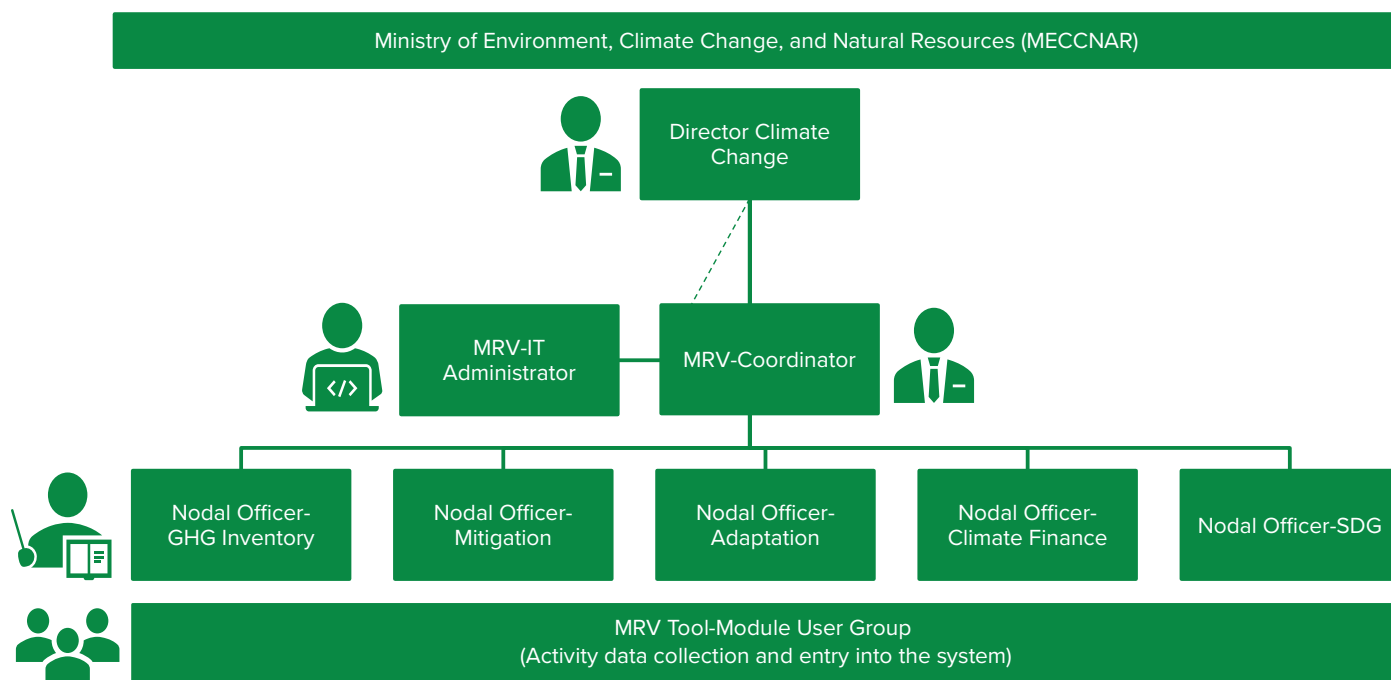 Ministry of Environment, Climate Change, and Natural Resources (MECCNAR)
Director Climate
Change
MRV-IT
Administrator
MRV-Coordinator
</>
Nodal Officer-
GHG Inventory
Nodal Officer-
Mitigation
Nodal Officer-
Adaptation
Nodal Officer-
Climate Finance
Nodal Officer-SDG
MRV Tool-Module User Group
(Activity data collection and entry into the system)